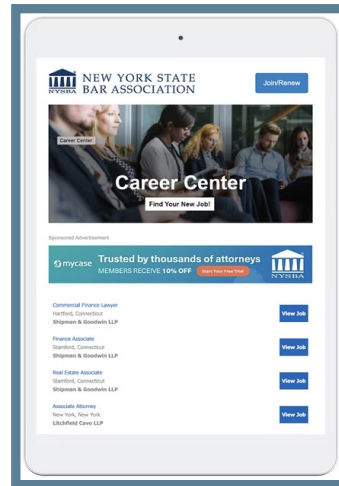 NEW YORK STATE
BAR ASSOCIATION
NYSBA
Join/Renew
Career Center
Career Center
Find Your New Job!
Sponsored Advertisement
mycase
Trusted by thousands of attorneys
MEMBERS RECEIVE 10% OFF
Start Your Free Trial
NYSBA
Commercial Finance Lawyer
Hartford, Connecticut
Shipman & Goodwin LLP
View Job
Finance Associate
Stamford, Connecticut
Shipman & Goodwin LLP
View Job
Real Estate Associate
Stamford, Connecticut
Shipman & Goodwin LLP
View Job
Associate Attorney
New York, New York
Litchfield Cavo LLP
View Job